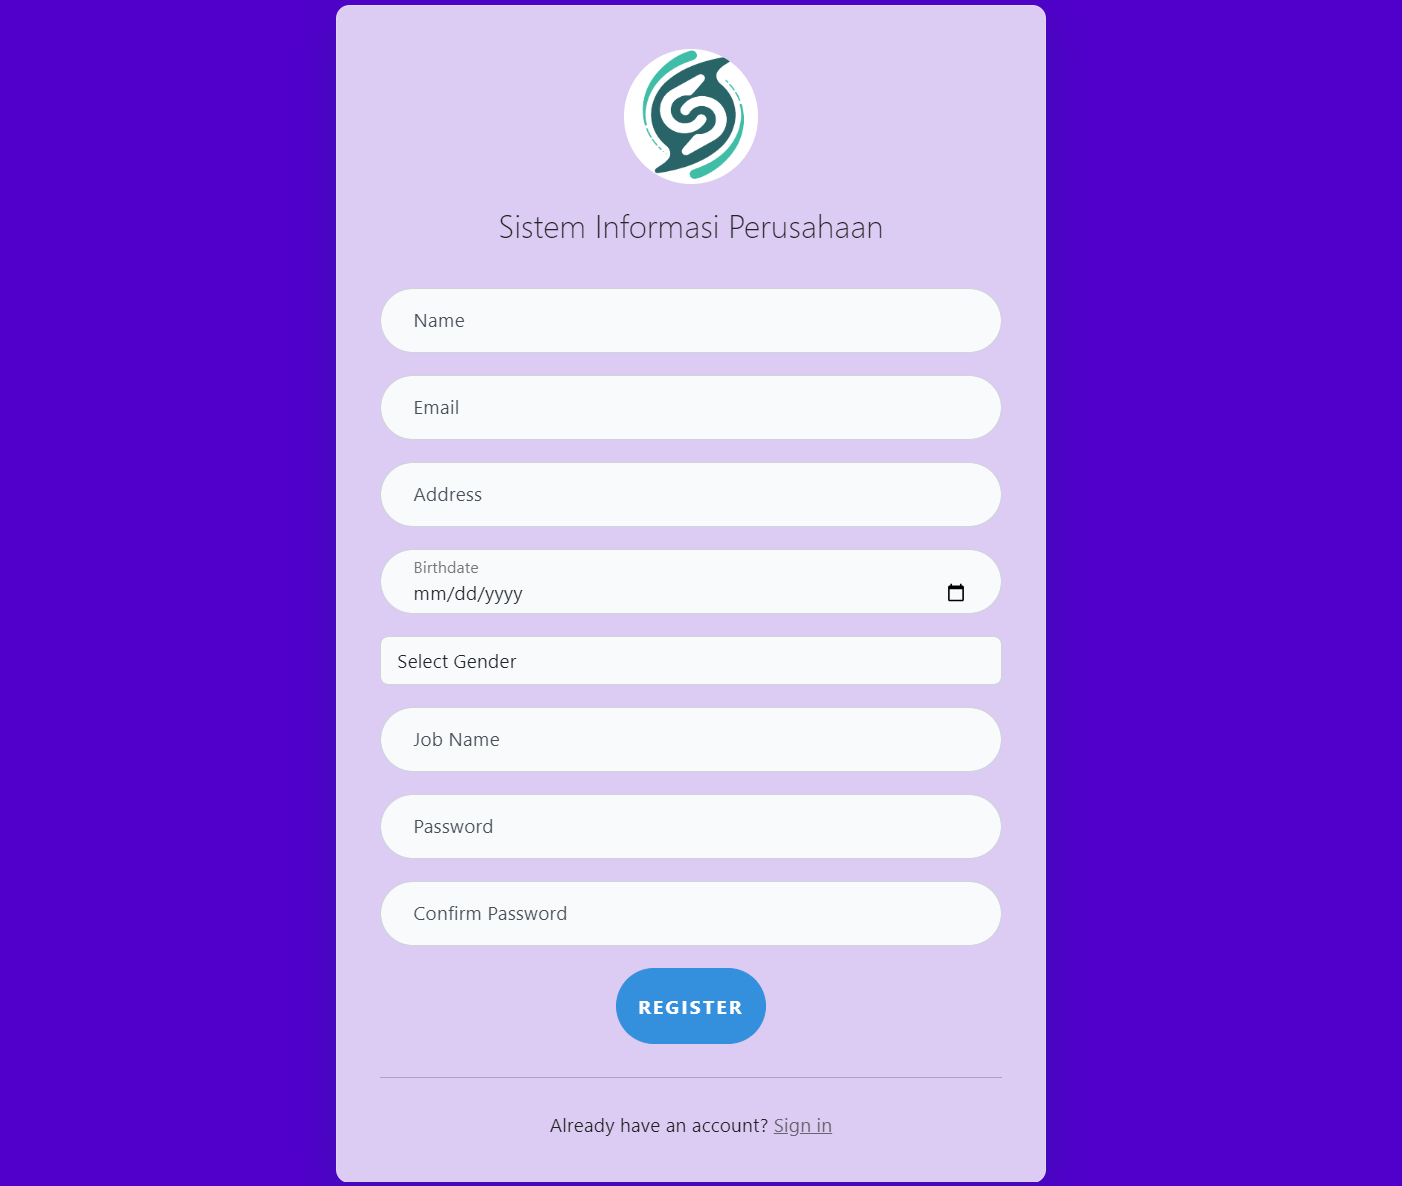 Sistem Informasi Perusahaan
Name
Email
Address
Birthdate
mm/dd/yyyy
Select Gender
Job Name
Password
Confirm Password
REGISTER
Already have an account? Sign in